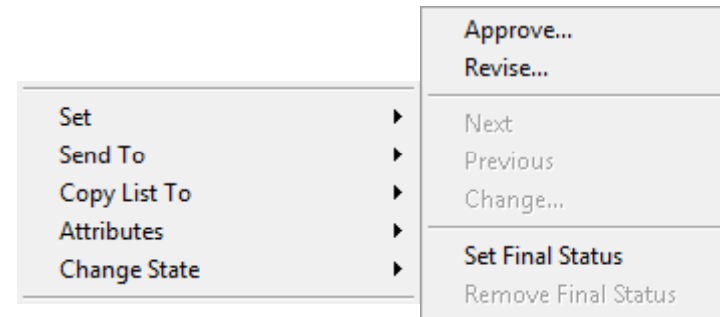 Set
Send To
Copy List To
Attributes
Change State
Approve...
Revise...
Next
Previous
Change...
Set Final Status
Remove Final Status